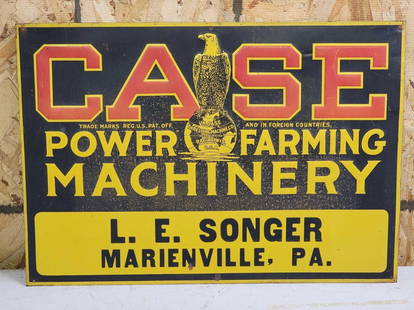 CASE
TRADE MARKS REG. U.S. PAT. OFF. AND IN FOREIGN COUNTRIES.
POWER FARMING
MACHINERY
L. E. SONGER
MARIENVILLE, PA.